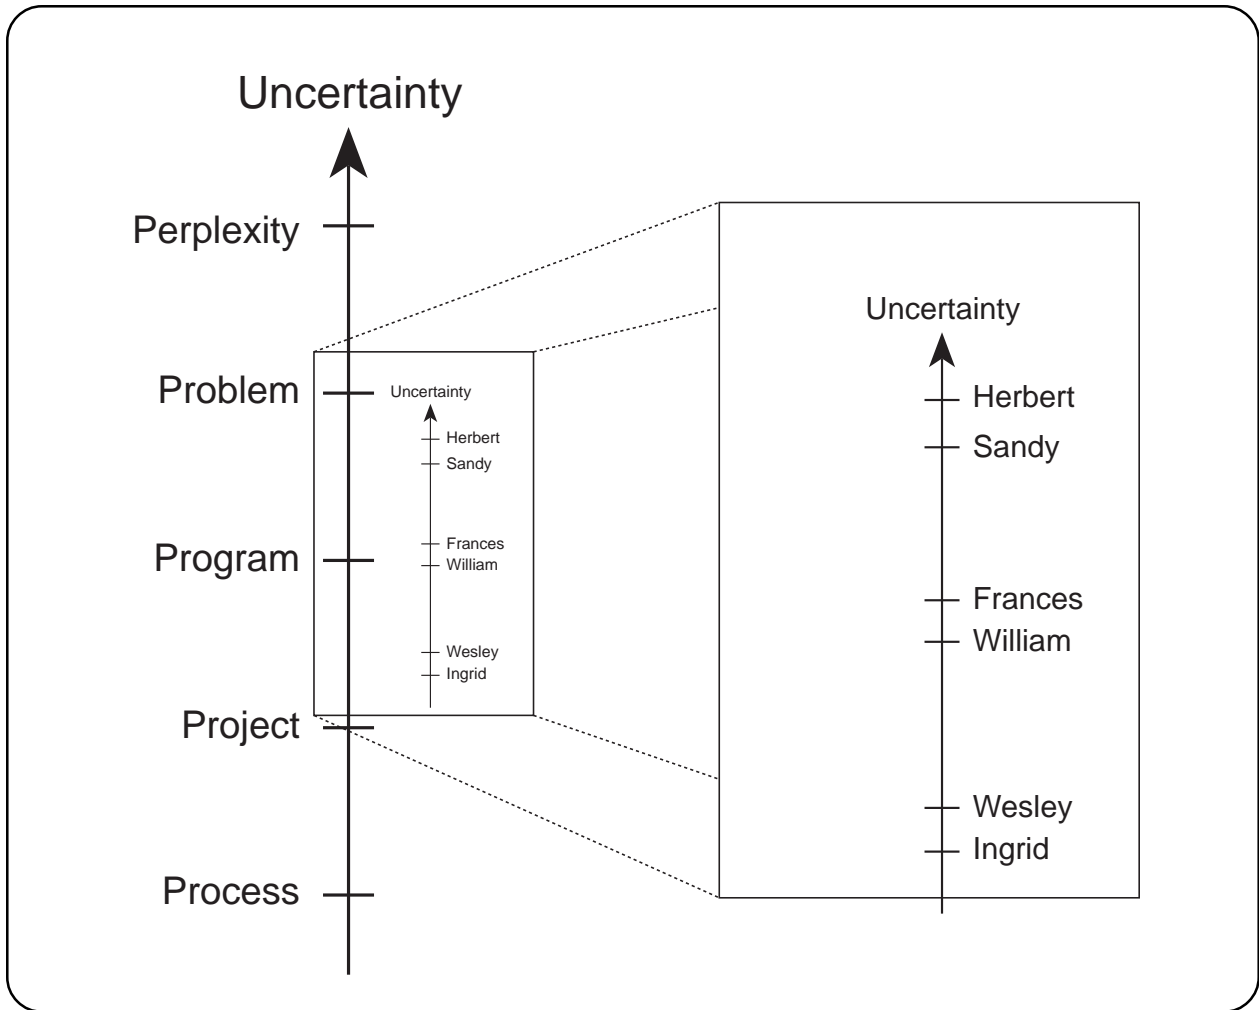 Uncertainty
Perplexity
Problem
Program
Project
Process
Uncertainty
Herbert
Sandy
Frances
William
Wesley
Ingrid
Uncertainty
Herbert
Sandy
Frances
William
Wesley
Ingrid